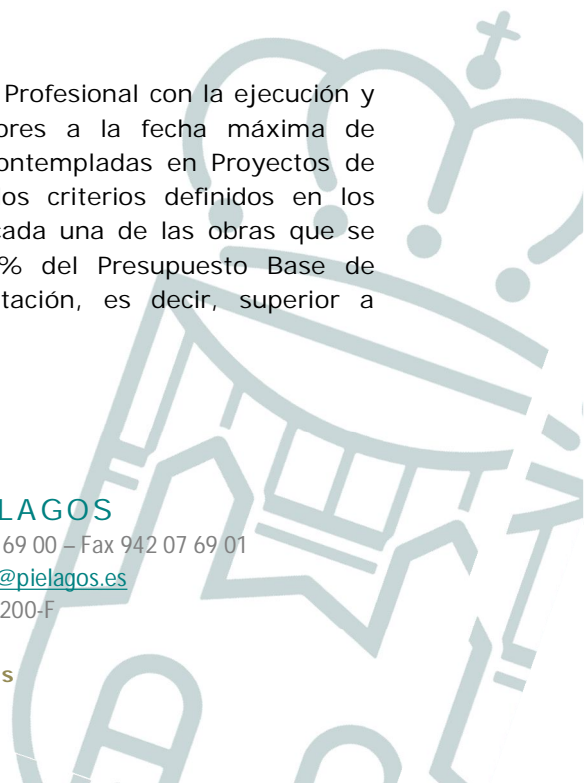 Profesional con la ejecución y
ores a la fecha máxima de
ontempladas en Proyectos de
os criterios definidos en los
cada una de las obras que se
% del Presupuesto Base de
tación, es decir, superior a
LAGOS
69 00 – Fax 942 07 69 01
@pielagos.es
200-F
s